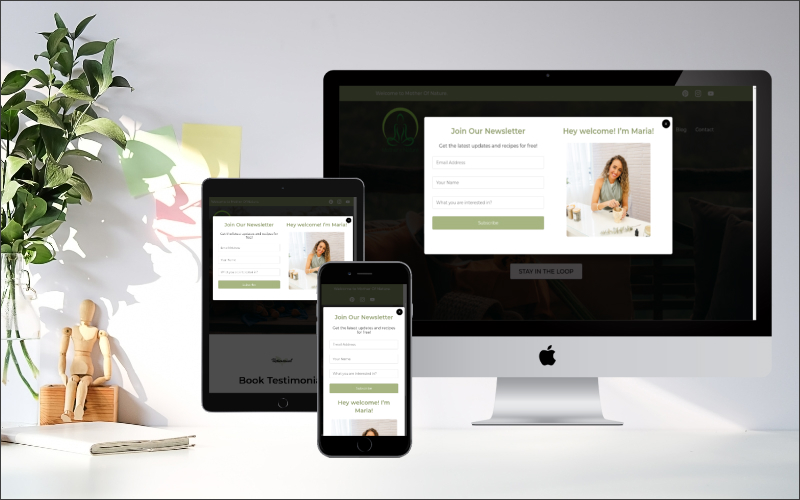 Welcome to Mother Of Nature
Blog Contact
Join Our Newsletter
Get the latest updates and recipes for free!
Email Address
Your Name
What you are interested in?
Subscribe
Hey welcome! I'm Maria!
STAY IN THE LOOP
Join Our Newsletter
Get the latest updates and recipes for
free!
Email Address
Your Name
What you are interested in?
Subscribe
Hey welcome! I'm Maria!
Book Testimonia
Join Our Newsletter
Get the latest updates and recipes
for free!
Email Address
Your Name
What you are interested in?
Subscribe
Hey welcome! I'm
Maria!